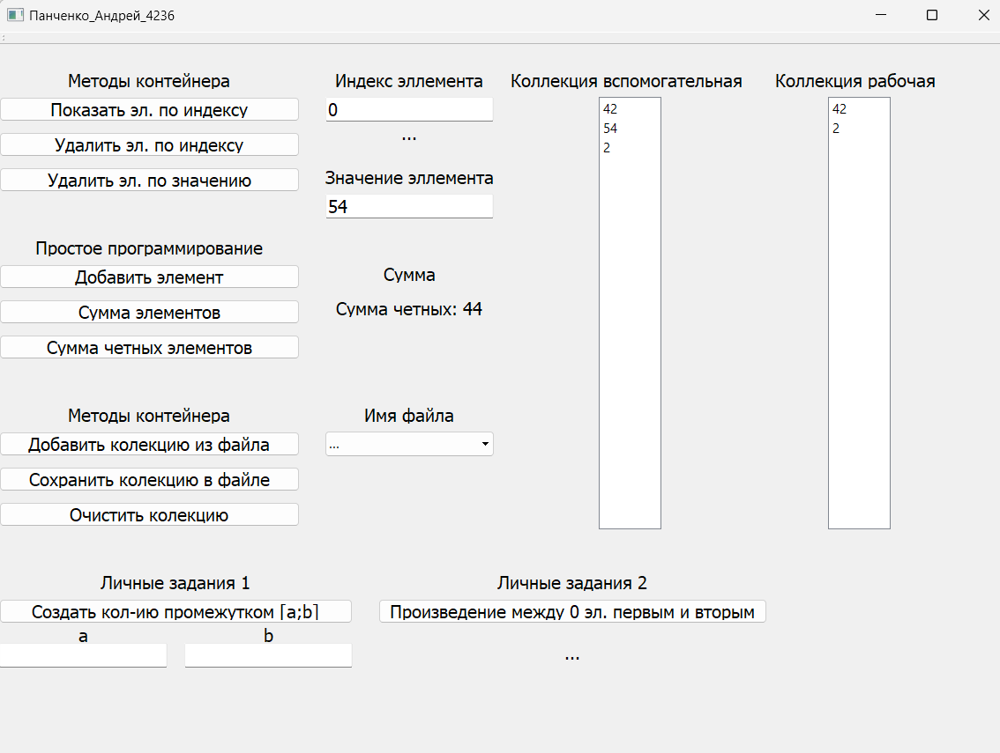 Панченко_Андрей_4236
Методы контейнера
Показать эл. по индексу
Удалить эл. по индексу
Удалить эл. по значению
Индекс эллемента
0
...
Значение эллемента
54
Коллекция вспомогательная
42
54
2
Коллекция рабочая
42
2
Простое программирование
Добавить элемент
Сумма элементов
Сумма четных элементов
Сумма
Сумма четных: 44
Методы контейнера
Добавить колекцию из файла
Сохранить колекцию в файле
Очистить колекцию
Имя файла
...
Личные задания 1
Создать кол-ию промежутком [a;b]
a
b
Личные задания 2
Произведение между 0 эл. первым и вторым
...